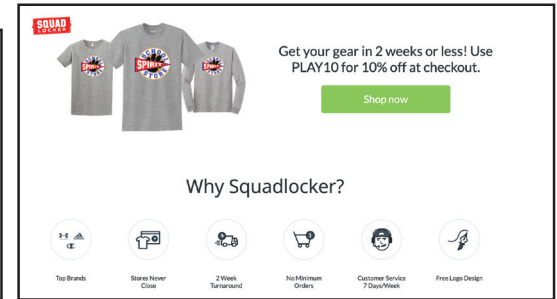 SQUAD
LOCKER
SCHOOL
SPIRIT
STORE
Get your gear in 2 weeks or less! Use
PLAY10 for 10% off at checkout.
Shop now
Why Squadlocker?
Top Brands
Stores Never
Close
2 Week
Turnaround
No Minimum
Orders
Customer Service
7 Days/Week
Free Logo Design